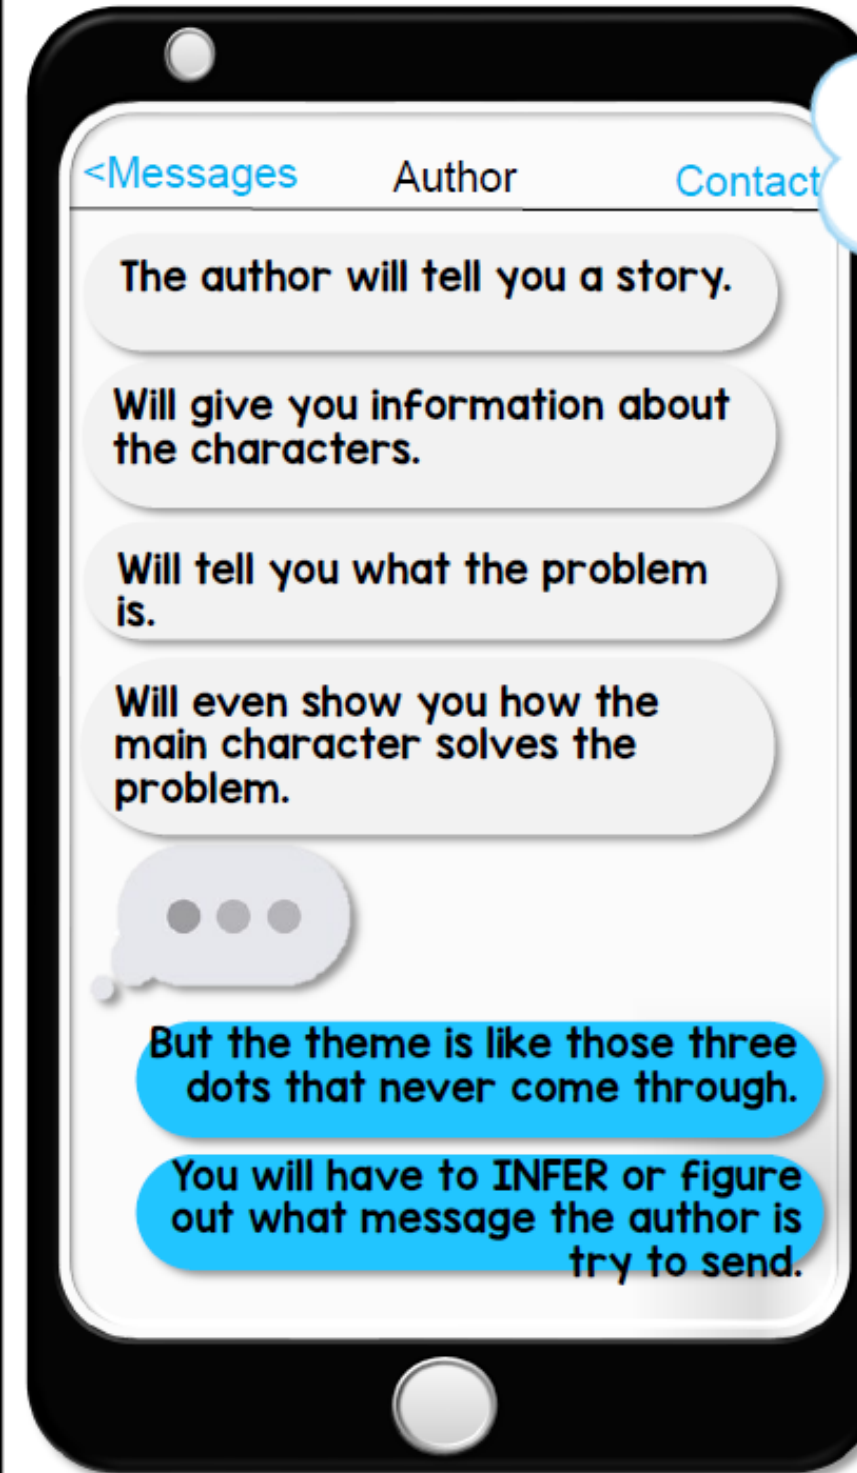 <Messages Author Contact
The author will tell you a story.
Will give you information about
the characters.
Will tell you what the problem
is.
Will even show you how the
main character solves the
problem.
But the theme is like those three
dots that never come through.
You will have to INFER or figure
out what message the author is
try to send.